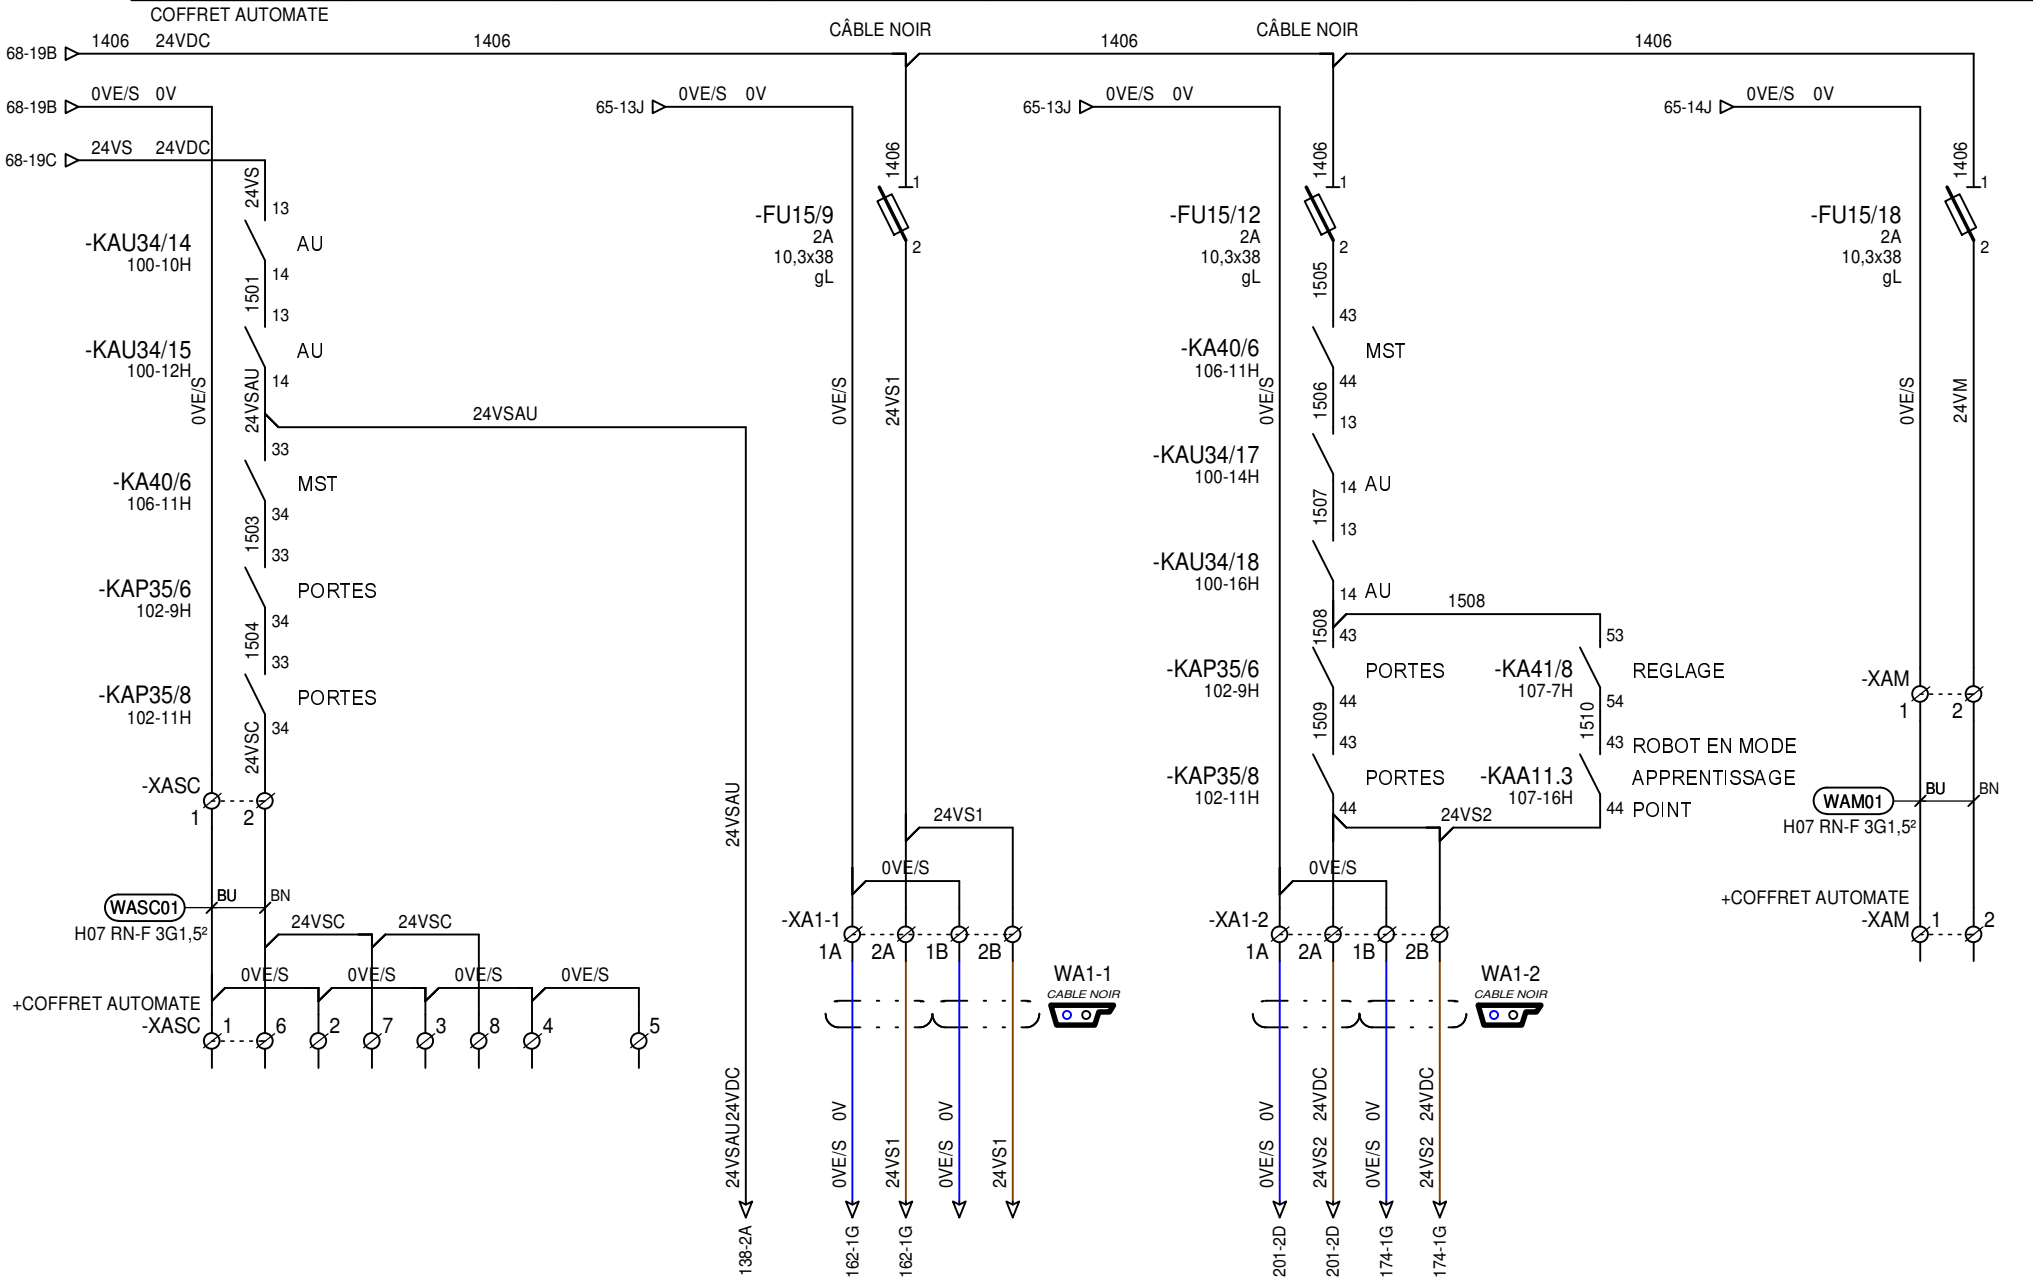 COFFRET AUTOMATE
CÂBLE NOIR
CÂBLE NOIR
68-19B 1406 24VDC 1406 1406 1406
68-19B 0VE/S 0V
65-13J 0VE/S 0V
65-13J 0VE/S 0V
65-14J 0VE/S 0V
68-19C 24VS 24VDC
24VS
13
-KAU34/14
100-10H
AU
14
1501
13
-KAU34/15
100-12H
AU
14
0VE/S
24VSAU
24VSAU
33
-KA40/6
106-11H
MST
34
1503
33
-KAP35/6
102-9H
PORTES
34
1504
33
-KAP35/8
102-11H
PORTES
34
24VSC
-XASC
1 2
WASC01
BU BN
H07 RN-F 3G1,5²
24VSC 24VSC
0VE/S 0VE/S 0VE/S 0VE/S
+COFFRET AUTOMATE
-XASC 1 6 2 7 3 8 4 5
24VSAU
24VSAU 24VDC
138-2A
1406
1
-FU15/9
2A
10,3x38
gL
2
0VE/S
24VS1
24VS1
0VE/S
-XA1-1
1A 2A 1B 2B
WA1-1
CABLE NOIR
0VE/S 0V
24VS1
0VE/S 0V
24VS1
162-1G
162-1G
1406
1
-FU15/12
2A
10,3x38
gL
2
1505
43
-KA40/6
106-11H
MST
0VE/S
44
1506
13
-KAU34/17
100-14H
14 AU
1507
13
-KAU34/18
100-16H
14 AU
1508
1508
43
53
-KAP35/6
102-9H
PORTES
-KA41/8
107-7H
REGLAGE
44
54
1509
1510
43
43 ROBOT EN MODE
-KAP35/8
102-11H
PORTES
-KAA11.3
107-16H
APPRENTISSAGE
44
44 POINT
24VS2
0VE/S
-XA1-2
1A 2A 1B 2B
WA1-2
CABLE NOIR
0VE/S 0V
24VS2 24VDC
0VE/S 0V
24VS2 24VDC
201-2D
201-2D
174-1G
174-1G
1406
1
-FU15/18
2A
10,3x38
gL
2
0VE/S
24VM
-XAM
1 2
WAM01
BU BN
H07 RN-F 3G1,5²
+COFFRET AUTOMATE
-XAM 1 2